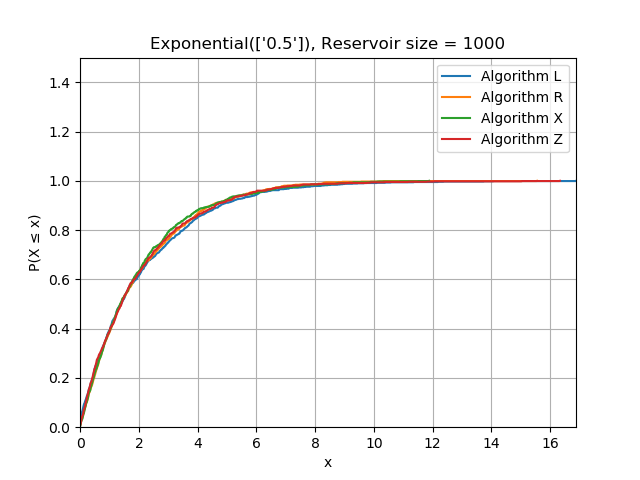 Exponential(['0.5']), Reservoir size = 1000
Algorithm L
Algorithm R
Algorithm X
Algorithm Z
P(X ≤ x)
1.4
1.2
1.0
0.8
0.6
0.4
0.2
0.0
0 2 4 6 8 10 12 14 16
x